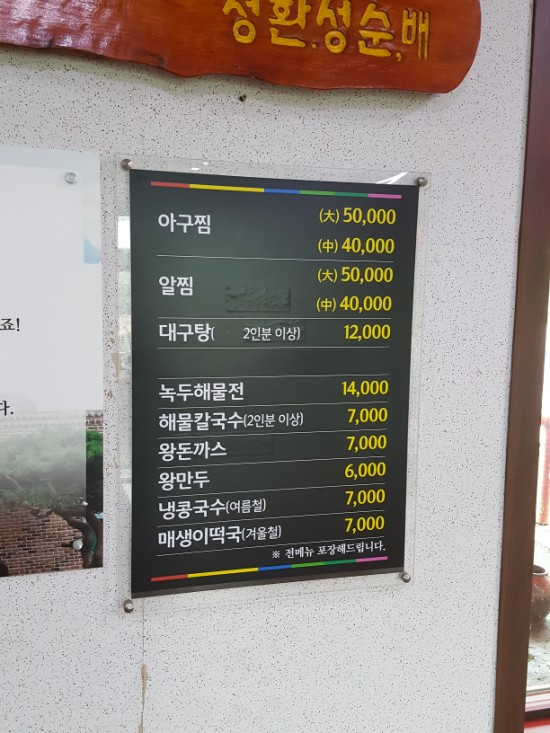 성환.성순,배
죠!
다.
아구찜 (大) 50,000
(中) 40,000
알찜 (大) 50,000
(中) 40,000
대구탕( 2인분 이상) 12,000
녹두해물전 14,000
해물칼국수(2인분 이상) 7,000
왕돈까스 7,000
왕만두 6,000
냉콩국수(여름철) 7,000
매생이떡국(겨울철) 7,000
※ 전메뉴 포장해드립니다.